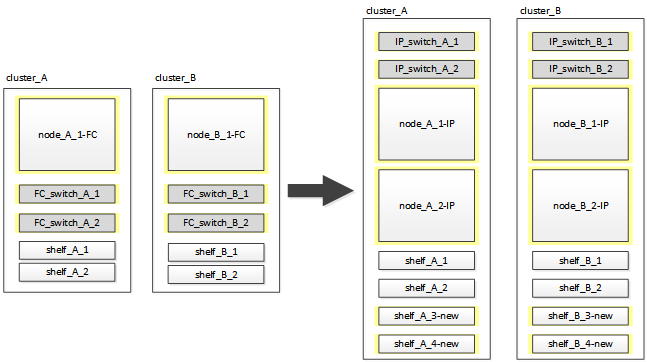 cluster_A
cluster_B
node_A_1-FC
node_B_1-FC
FC_switch_A_1
FC_switch_B_1
FC_switch_A_2
FC_switch_B_2
shelf_A_1
shelf_B_1
shelf_A_2
shelf_B_2
cluster_A
cluster_B
IP_switch_A_1
IP_switch_B_1
IP_switch_A_2
IP_switch_B_2
node_A_1-IP
node_B_1-IP
node_A_2-IP
node_B_2-IP
shelf_A_1
shelf_B_1
shelf_A_2
shelf_B_2
shelf_A_3-new
shelf_B_3-new
shelf_A_4-new
shelf_B_4-new